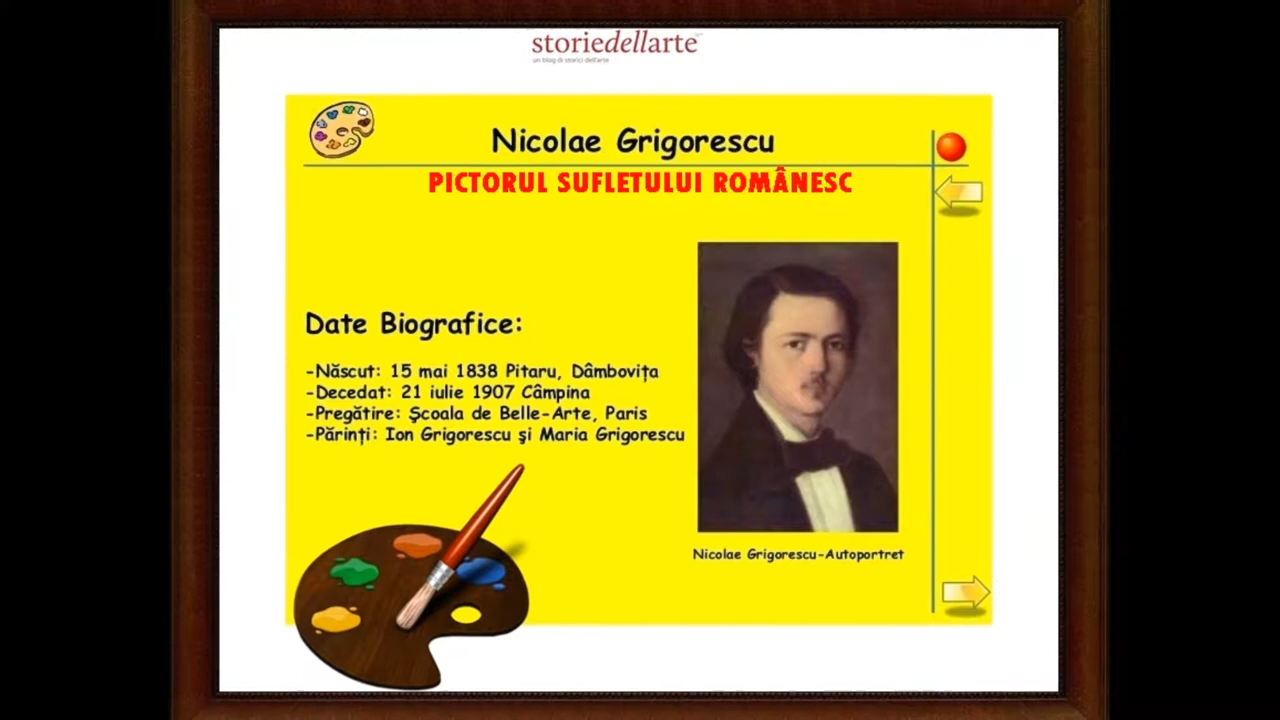 storiedellarte
un blog di storici dell'arte
Nicolae Grigorescu
PICTORUL SUFLETULUI ROMÂNESC
Date Biografice:
-Născut: 15 mai 1838 Pitaru, Dâmbovița
-Decedat: 21 iulie 1907 Câmpina
-Pregătire: Școala de Belle-Arte, Paris
-Părinți: Ion Grigorescu și Maria Grigorescu
Nicolae Grigorescu-Autoportret